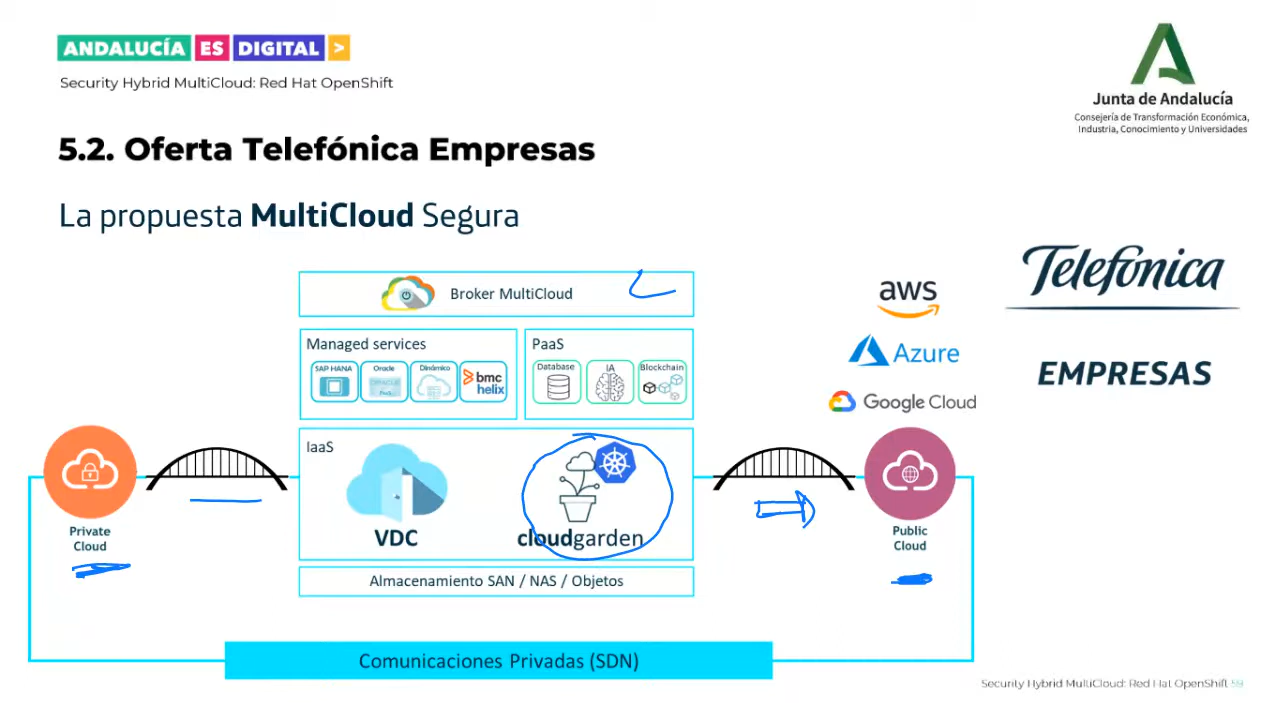 ANDALUCÍA ES DIGITAL >
Security Hybrid MultiCloud: Red Hat OpenShift
Junta de Andalucía
Consejería de Transformación Económica,
Industria, Conocimiento y Universidades
5.2. Oferta Telefónica Empresas
La propuesta MultiCloud Segura
Telefónica
EMPRESAS
Broker MultiCloud
Managed services
SAP HANA
Oracle
ORACLE
PaaS
Dinámico
bmc
helix
PaaS
Database
IA
Blockchain
aws
Azure
Google Cloud
IaaS
VDC
cloudgarden
Private
Cloud
Public
Cloud
Almacenamiento SAN / NAS / Objetos
Comunicaciones Privadas (SDN)
Security Hybrid MultiCloud: Red Hat OpenShift 59